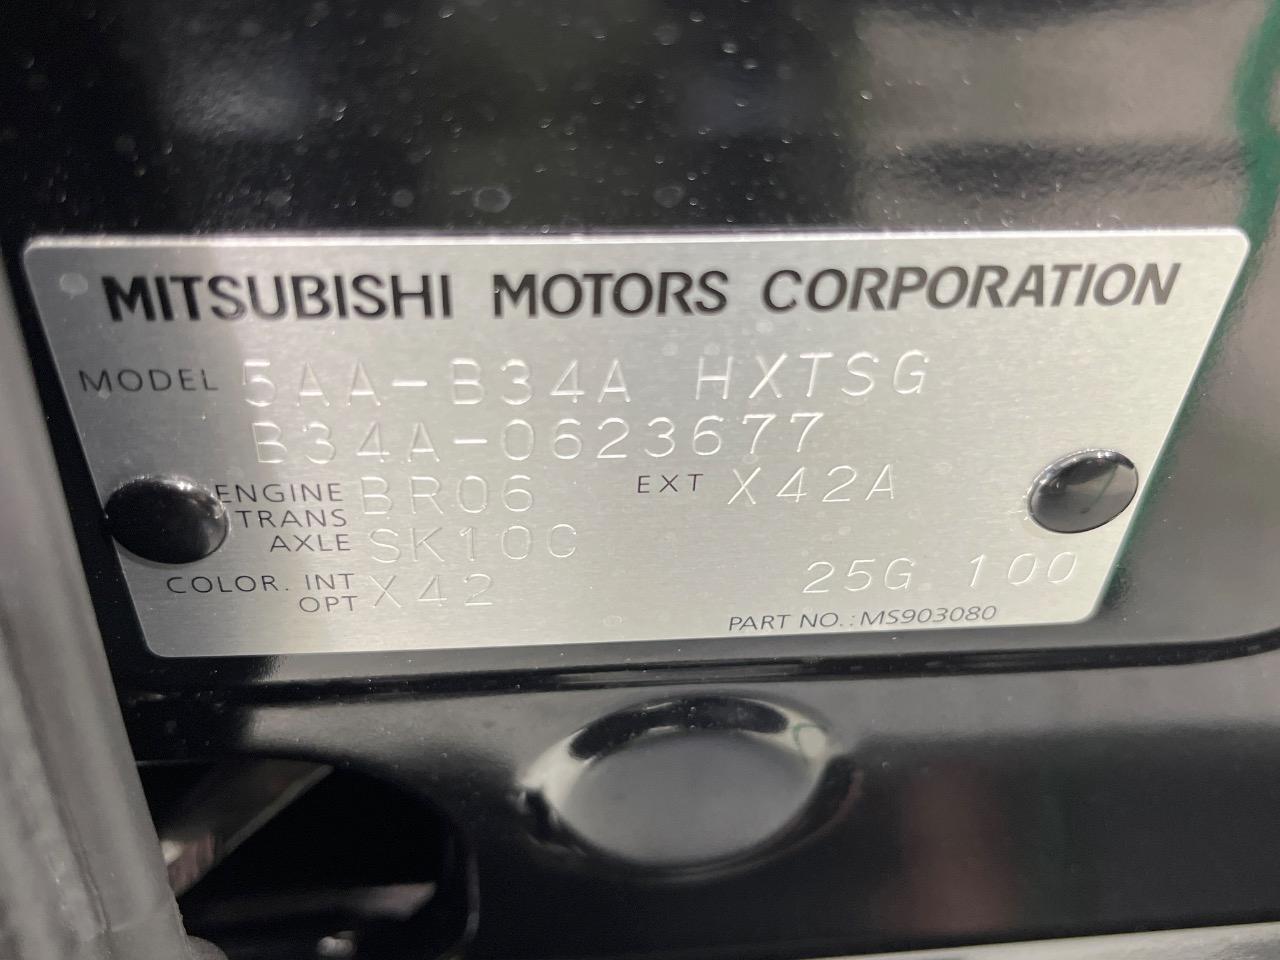 MITSUBISHI MOTORS CORPORATION
MODEL 5AA-B34A HXTSG
B34A-0623677
ENGINE BR06 EXT X42A
TRANS
AXLE SK10C
COLOR. INT X42 25G 100
OPT
PART NO.: MS903080